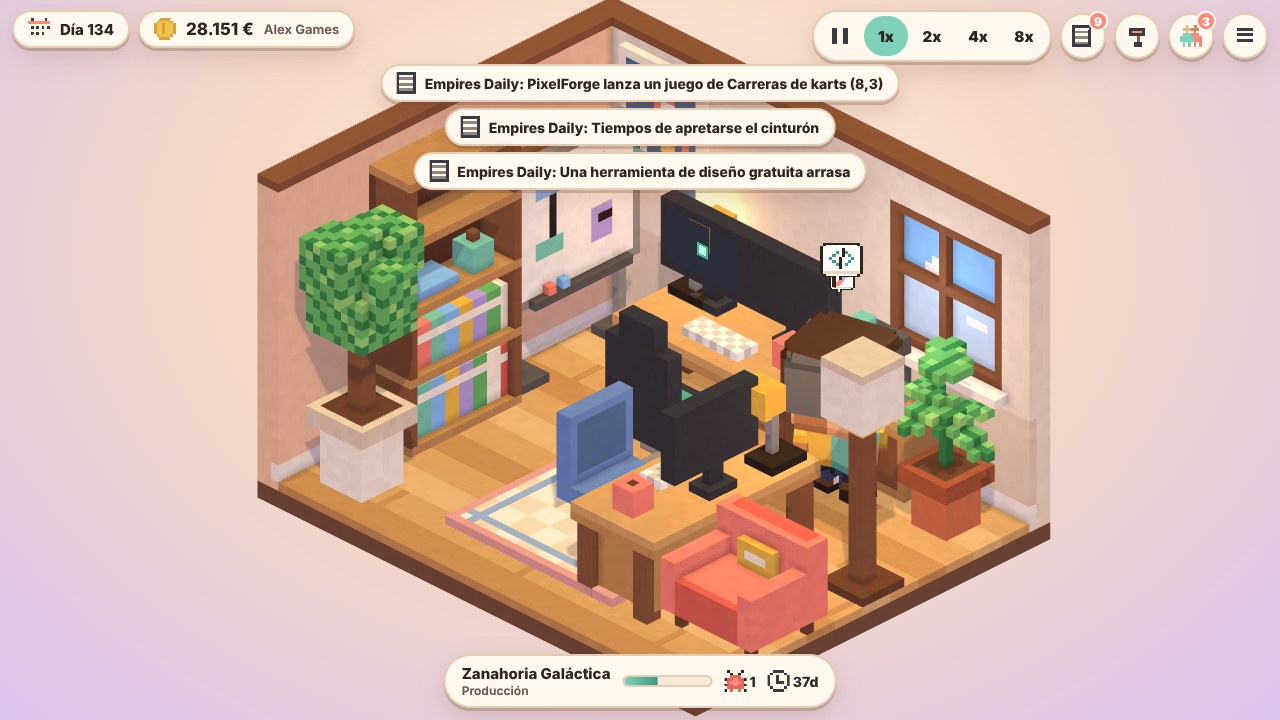 Día 134
28.151 €
Alex Games
1x
2x
4x
8x
9
3
Empires Daily: PixelForge lanza un juego de Carreras de karts (8,3)
Empires Daily: Tiempos de apretarse el cinturón
Empires Daily: Una herramienta de diseño gratuita arrasa
Zanahoria Galáctica
Producción
1
37d